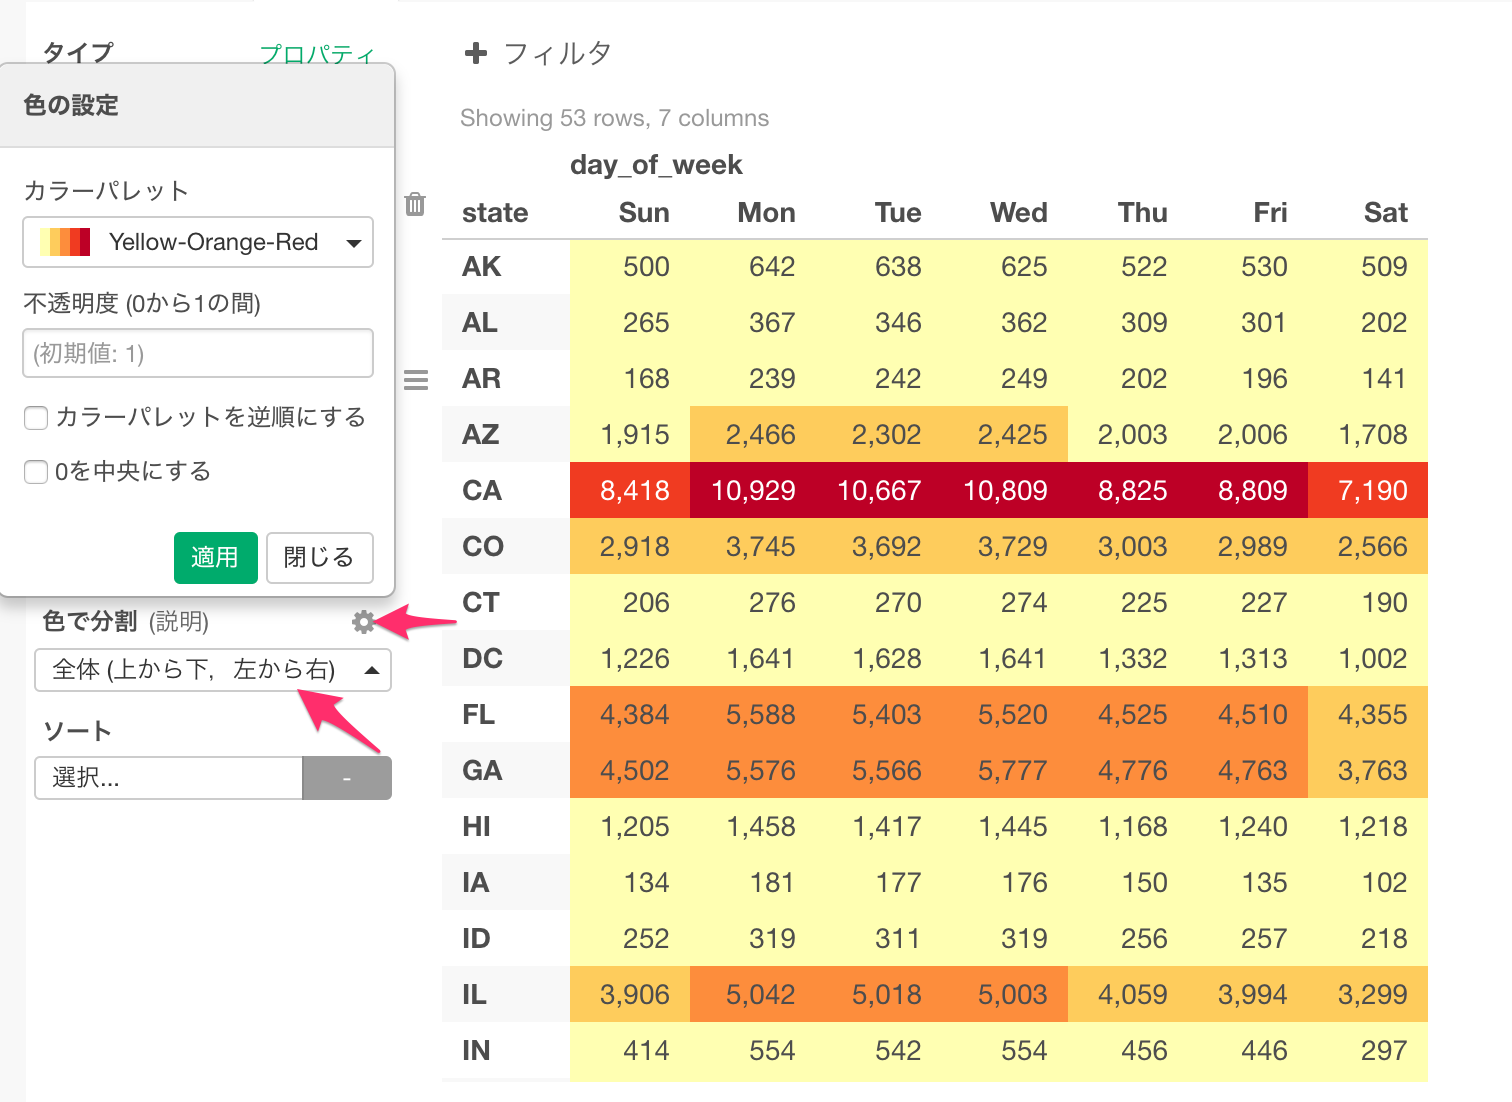 タイプ プロパティ
色の設定
カラーパレット
Yellow-Orange-Red
不透明度 (0から1の間)
(初期値: 1)
カラーパレットを逆順にする
0を中央にする
適用 閉じる
色で分割 (説明)
全体 (上から下, 左から右)
ソート
選択... -
+ フィルタ
Showing 53 rows, 7 columns
day_of_week
state Sun Mon Tue Wed Thu Fri Sat
AK 500 642 638 625 522 530 509
AL 265 367 346 362 309 301 202
AR 168 239 242 249 202 196 141
AZ 1,915 2,466 2,302 2,425 2,003 2,006 1,708
CA 8,418 10,929 10,667 10,809 8,825 8,809 7,190
CO 2,918 3,745 3,692 3,729 3,003 2,989 2,566
CT 206 276 270 274 225 227 190
DC 1,226 1,641 1,628 1,641 1,332 1,313 1,002
FL 4,384 5,588 5,403 5,520 4,525 4,510 4,355
GA 4,502 5,576 5,566 5,777 4,776 4,763 3,763
HI 1,205 1,458 1,417 1,445 1,168 1,240 1,218
IA 134 181 177 176 150 135 102
ID 252 319 311 319 256 257 218
IL 3,906 5,042 5,018 5,003 4,059 3,994 3,299
IN 414 554 542 554 456 446 297